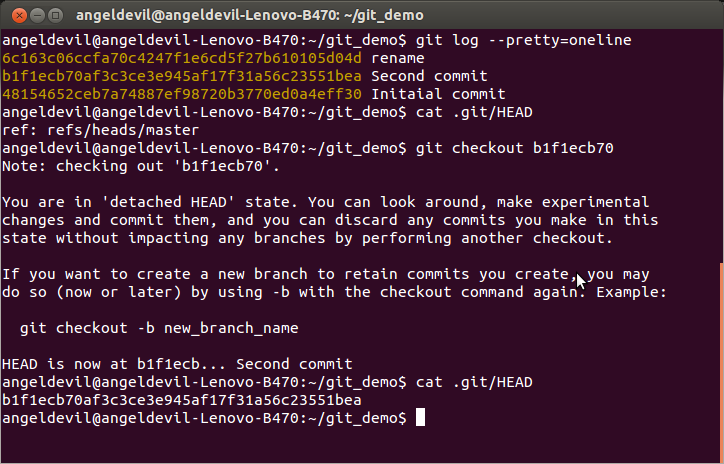 angeldevil@angeldevil-Lenovo-B470: ~/git_demo
angeldevil@angeldevil-Lenovo-B470:~/git_demo$ git log --pretty=oneline
6c163c06ccfa70c4247f1e6cd5f27b610105d04d rename
b1f1ecb70af3c3ce3e945af17f31a56c23551bea Second commit
48154652ceb7a74887ef98720b3770ed0a4eff30 Initaial commit
angeldevil@angeldevil-Lenovo-B470:~/git_demo$ cat .git/HEAD
ref: refs/heads/master
angeldevil@angeldevil-Lenovo-B470:~/git_demo$ git checkout b1f1ecb70
Note: checking out 'b1f1ecb70'.
You are in 'detached HEAD' state. You can look around, make experimental
changes and commit them, and you can discard any commits you make in this
state without impacting any branches by performing another checkout.
If you want to create a new branch to retain commits you create, you may
do so (now or later) by using -b with the checkout command again. Example:
git checkout -b new_branch_name
HEAD is now at b1f1ecb... Second commit
angeldevil@angeldevil-Lenovo-B470:~/git_demo$ cat .git/HEAD
b1f1ecb70af3c3ce3e945af17f31a56c23551bea
angeldevil@angeldevil-Lenovo-B470:~/git_demo$